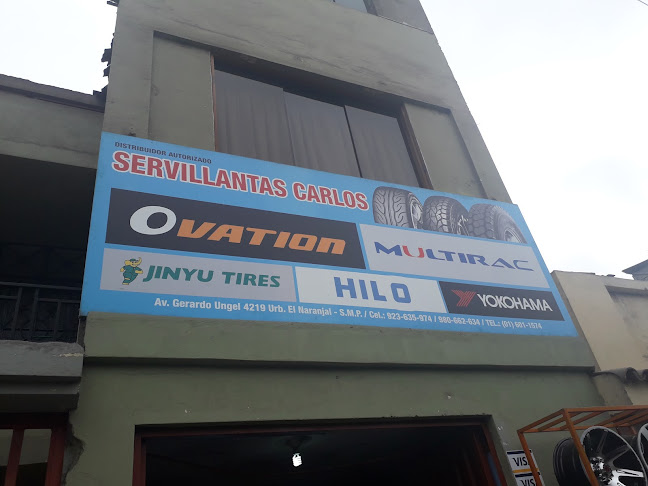 DISTRIBUIDOR AUTORIZADO
SERVILLANTAS CARLOS
OVATION
MULTIRAC
JINYU TIRES
HILO
YOKOHAMA
Av. Gerardo Ungel 4219 Urb. El Naranjal - S.M.P. / Cel.: 923-635-974 / 980-662-634 / TEL.: (01) 601-1574